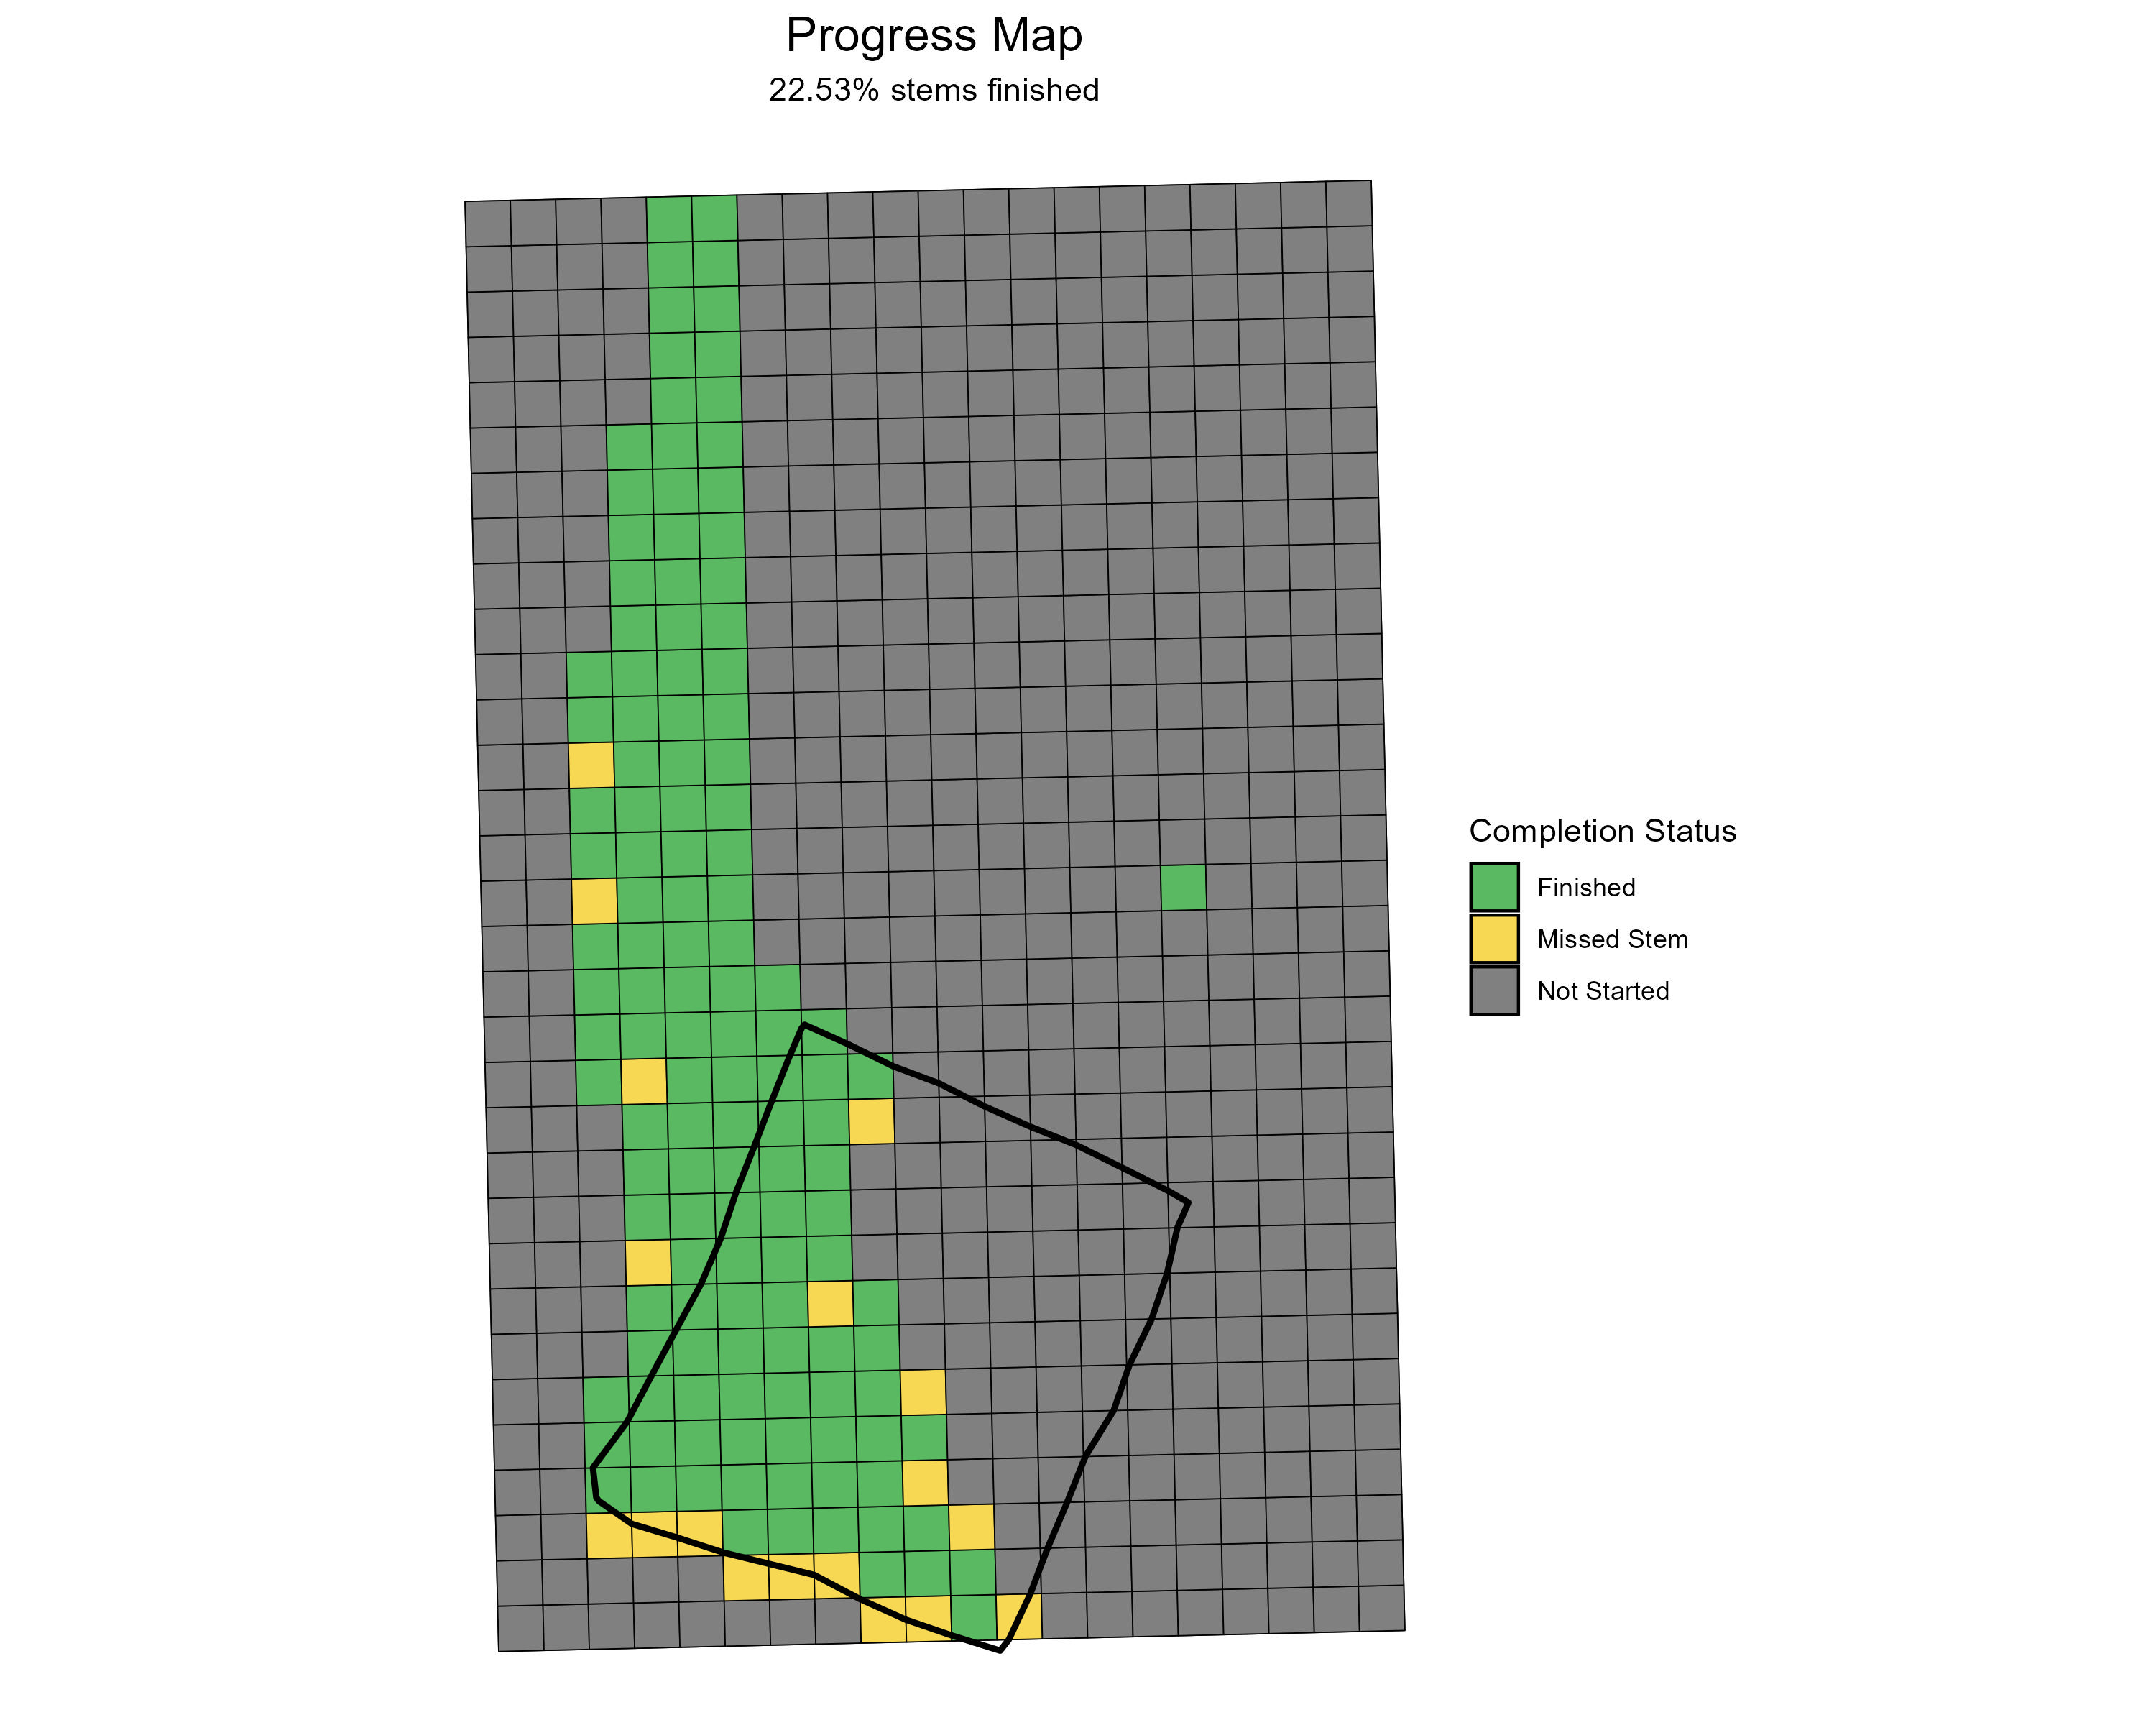 Progress Map
22.53% stems finished
Completion Status
Finished
Missed Stem
Not Started